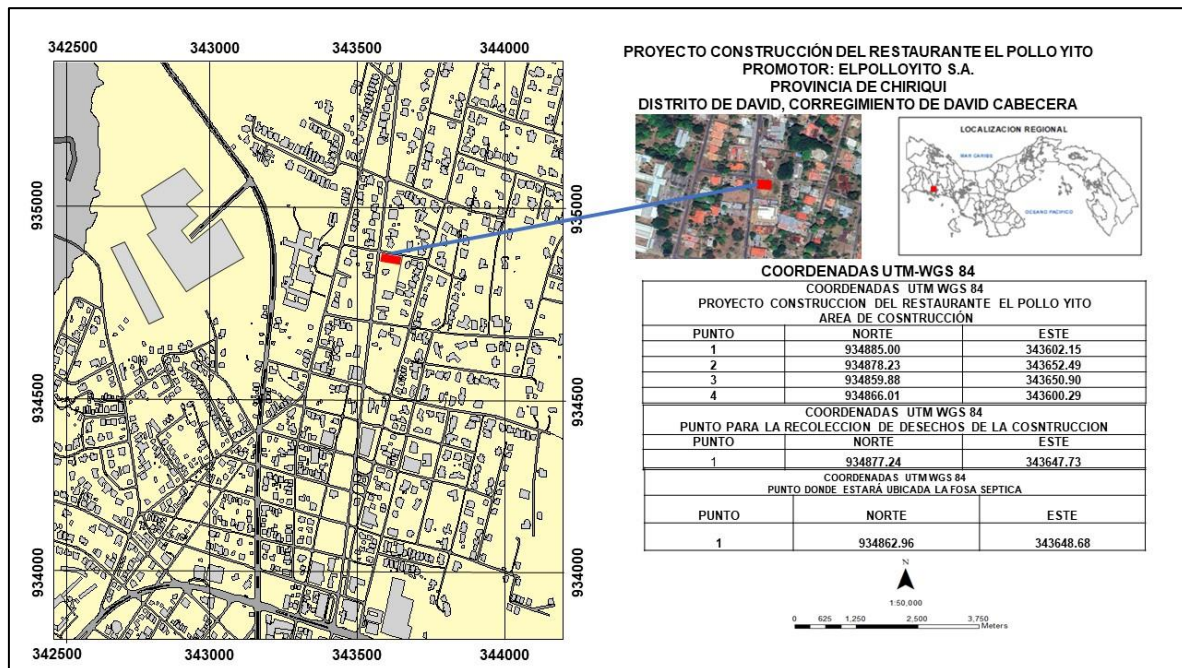 342500 343000 343500 344000
935000
934500
934000
935000
934500
934000
342500 343000 343500 344000
PROYECTO CONSTRUCCIÓN DEL RESTAURANTE EL POLLO YITO
PROMOTOR: ELPOLLOYITO S.A.
PROVINCIA DE CHIRIQUI
DISTRITO DE DAVID, CORREGIMIENTO DE DAVID CABECERA
LOCALIZACION REGIONAL
MAR CARIBE
OCEANO PACIFICO
COORDENADAS UTM-WGS 84
COORDENADAS UTM WGS 84
PROYECTO CONSTRUCCION DEL RESTAURANTE EL POLLO YITO
AREA DE COSNTRUCCIÓN
PUNTO NORTE ESTE
1 934885.00 343602.15
2 934878.23 343652.49
3 934859.88 343650.90
4 934866.01 343600.29
COORDENADAS UTM WGS 84
PUNTO PARA LA RECOLECCION DE DESECHOS DE LA COSNTRUCCION
PUNTO NORTE ESTE
1 934877.24 343647.73
COORDENADAS UTM WGS 84
PUNTO DONDE ESTARÁ UBICADA LA FOSA SEPTICA
PUNTO NORTE ESTE
1 934862.96 343648.68
N
1:50,000
0 625 1,250 2,500 3,750
Meters